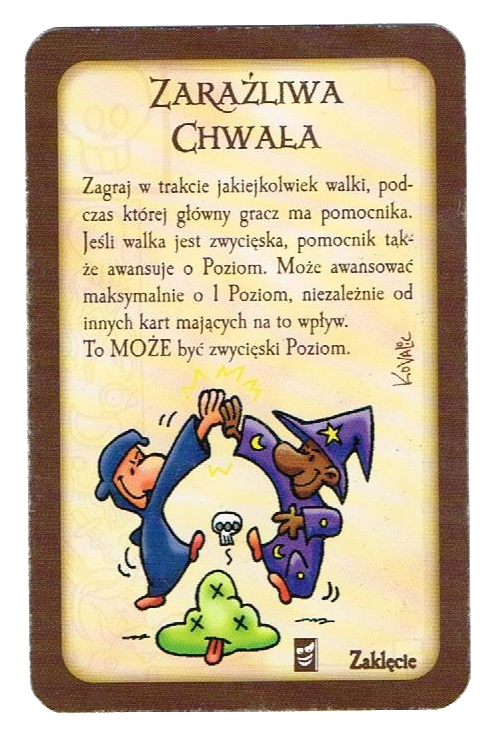 ZARAŹLIWA
CHWAŁA
Zagraj w trakcie jakiejkolwiek walki, pod-
czas której główny gracz ma pomocnika.
Jeśli walka jest zwycięska, pomocnik tak-
że awansuje o Poziom. Może awansować
maksymalnie o 1 Poziom, niezależnie od
innych kart mających na to wpływ.
To MOŻE być zwycięski Poziom.
KOVALIC
Zaklęcie